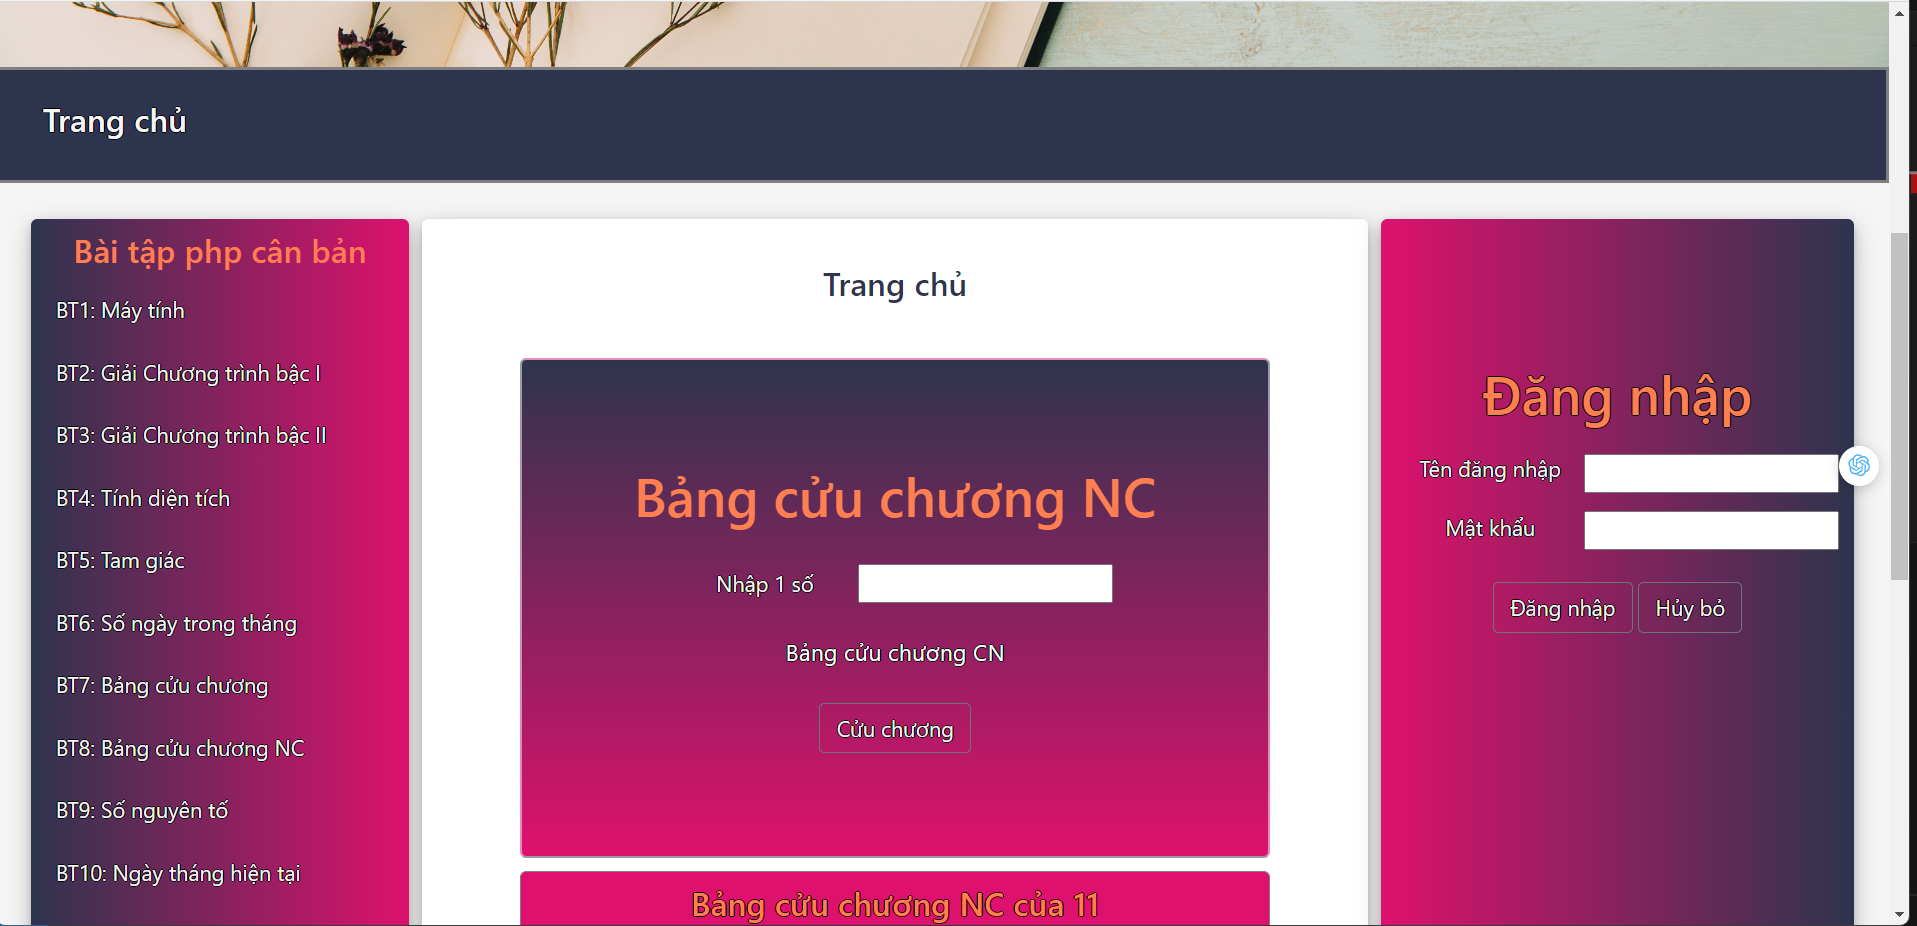 Trang chủ
Bài tập php cân bản
BT1: Máy tính
BT2: Giải Chương trình bậc I
BT3: Giải Chương trình bậc II
BT4: Tính diện tích
BT5: Tam giác
BT6: Số ngày trong tháng
BT7: Bảng cửu chương
BT8: Bảng cửu chương NC
BT9: Số nguyên tố
BT10: Ngày tháng hiện tại
Trang chủ
Bảng cửu chương NC
Nhập 1 số
Bảng cửu chương CN
Cửu chương
Bảng cửu chương NC của 11
Đăng nhập
Tên đăng nhập
Mật khẩu
Đăng nhập
Hủy bỏ